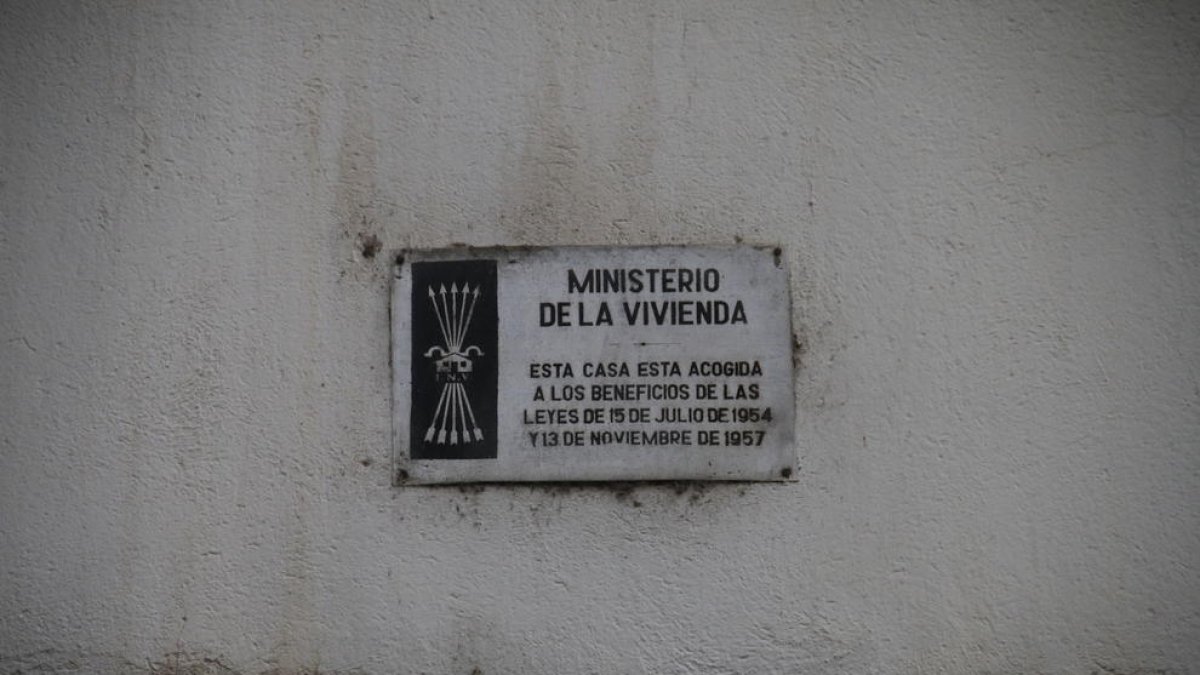 MINISTERIO
DE LA VIVIENDA
ESTA CASA ESTA ACOGIDA
A LOS BENEFICIOS DE LAS
LEYES DE 15 DE JULIO DE 1954
Y 13 DE NOVIEMBRE DE 1957
I.N.V.